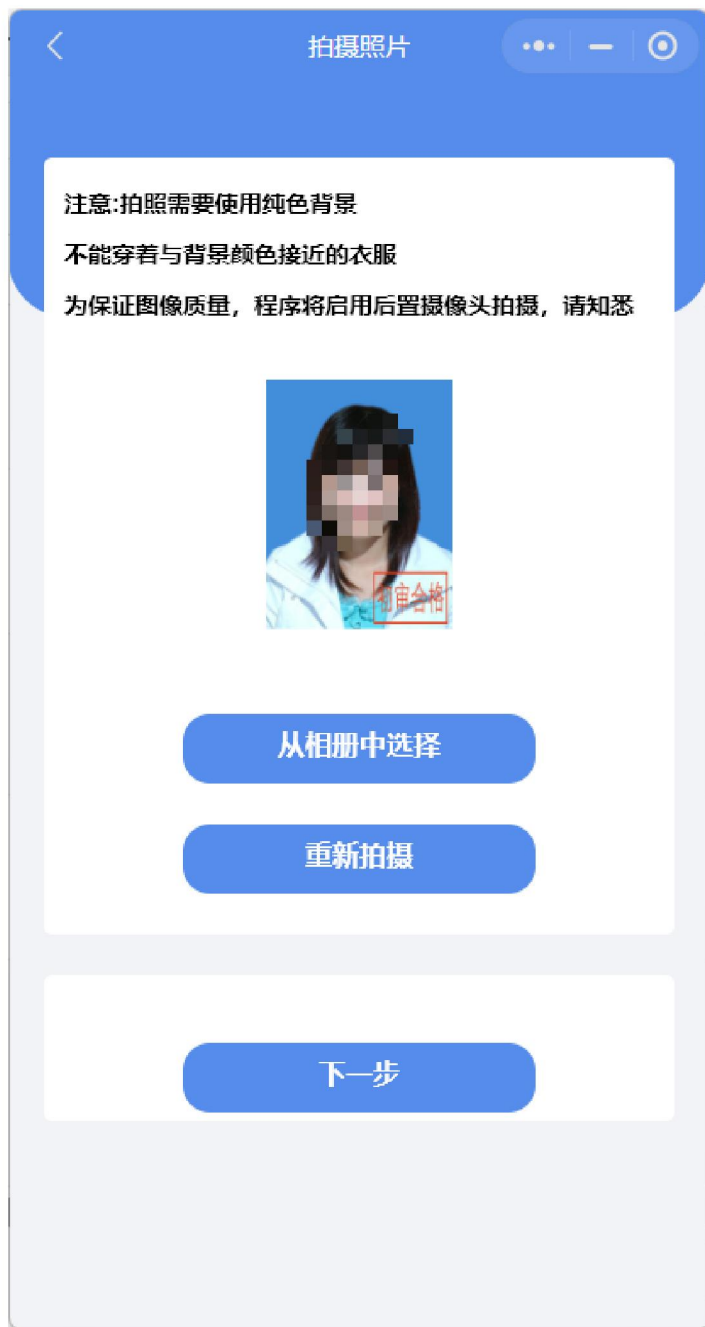 拍摄照片
注意:拍照需要使用纯色背景
不能穿着与背景颜色接近的衣服
为保证图像质量，程序将启用后置摄像头拍摄，请知悉
初审合格
从相册中选择
重新拍摄
下一步